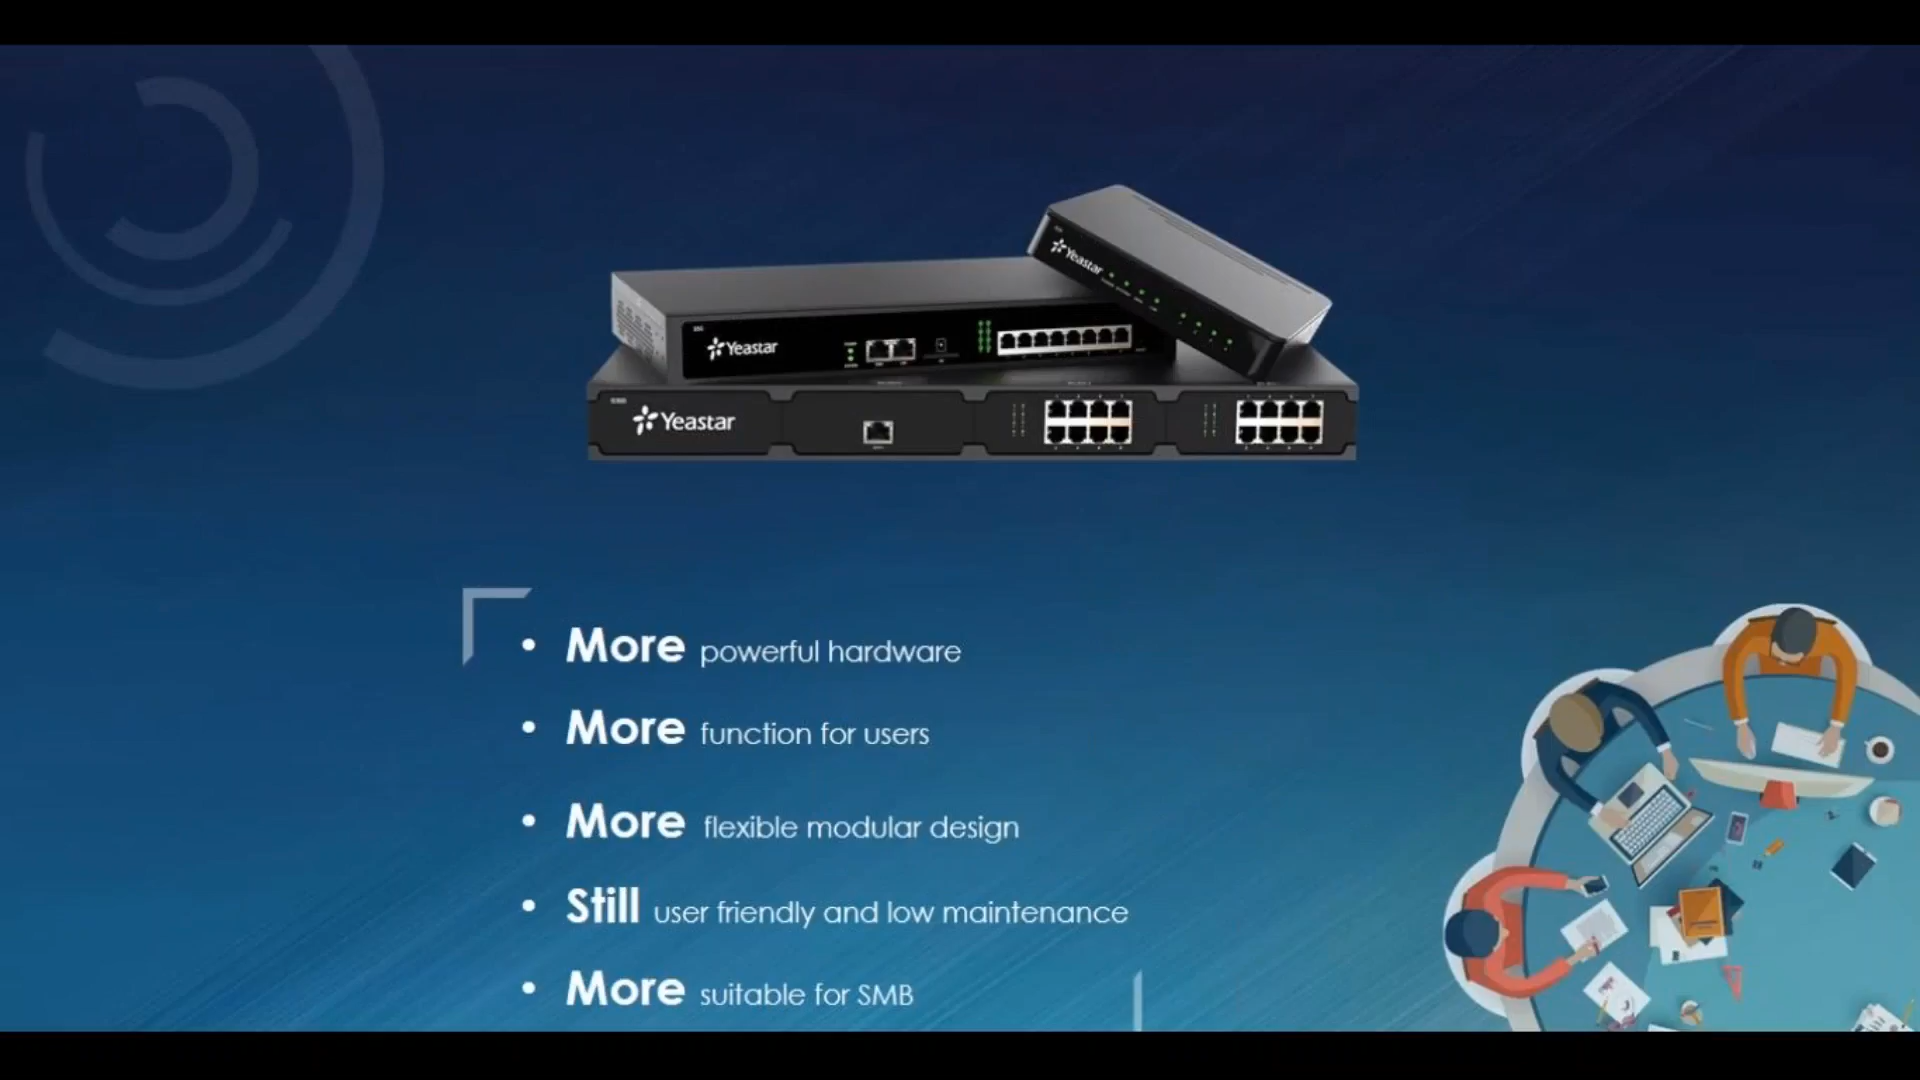 Yeastar
Yeastar
Yeastar
• More powerful hardware
• More function for users
• More flexible modular design
• Still user friendly and low maintenance
• More suitable for SMB